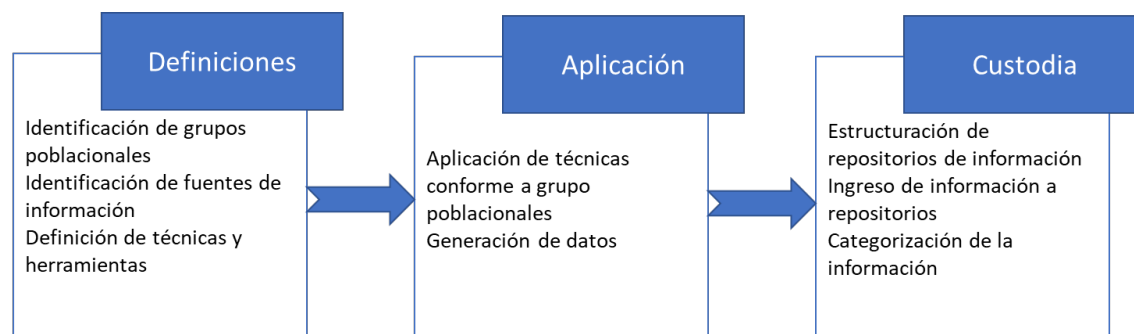 Definiciones
Identificación de grupos
poblacionales
Identificación de fuentes de
información
Definición de técnicas y
herramientas
Aplicación
Aplicación de técnicas
conforme a grupo
poblacionales
Generación de datos
Custodia
Estructuración de
repositorios de información
Ingreso de información a
repositorios
Categorización de la
información